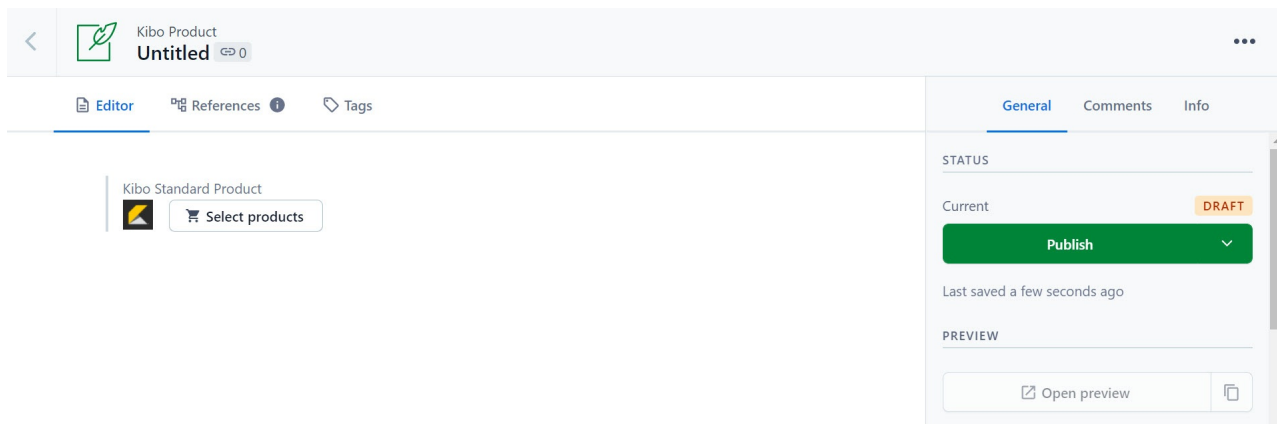 Kibo Product
Untitled 0
Editor References i Tags
General Comments Info
Kibo Standard Product
Select products
STATUS
Current DRAFT
Publish
Last saved a few seconds ago
PREVIEW
Open preview